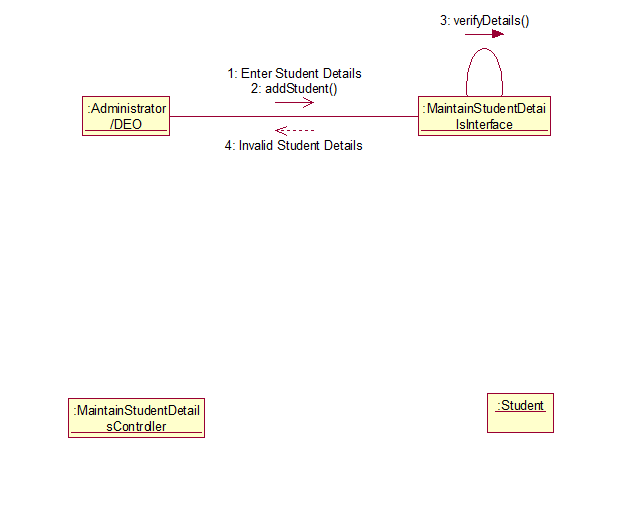 3: verifyDetails()
1: Enter Student Details
2: addStudent()
:Administrator
/DEO
:MaintainStudentDetai
lsInterface
4: Invalid Student Details
:MaintainStudentDetail
sController
:Student